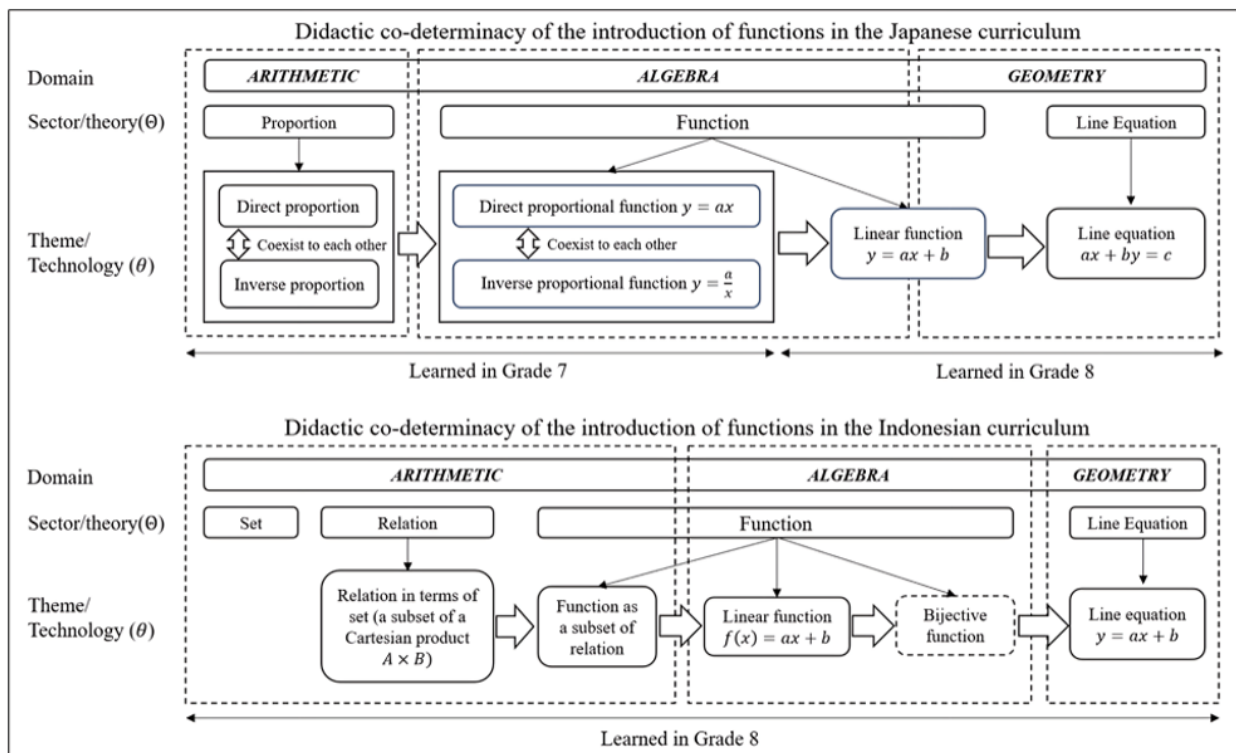 Didactic co-determinacy of the introduction of functions in the Japanese curriculum
Domain
ARITHMETIC
ALGEBRA
GEOMETRY
Sector/theory(Θ)
Proportion
Function
Line Equation
Theme/
Technology (θ)
Direct proportion
Coexist to each other
Inverse proportion
Direct proportional function y = ax
Coexist to each other
Inverse proportional function y = a/x
Linear function
y = ax + b
Line equation
ax + by = c
Learned in Grade 7
Learned in Grade 8
Didactic co-determinacy of the introduction of functions in the Indonesian curriculum
Domain
ARITHMETIC
ALGEBRA
GEOMETRY
Sector/theory(Θ)
Set
Relation
Function
Line Equation
Theme/
Technology (θ)
Relation in terms of
set (a subset of a
Cartesian product
A × B)
Function as
a subset of
relation
Linear function
f(x) = ax + b
Bijective
function
Line equation
y = ax + b
Learned in Grade 8